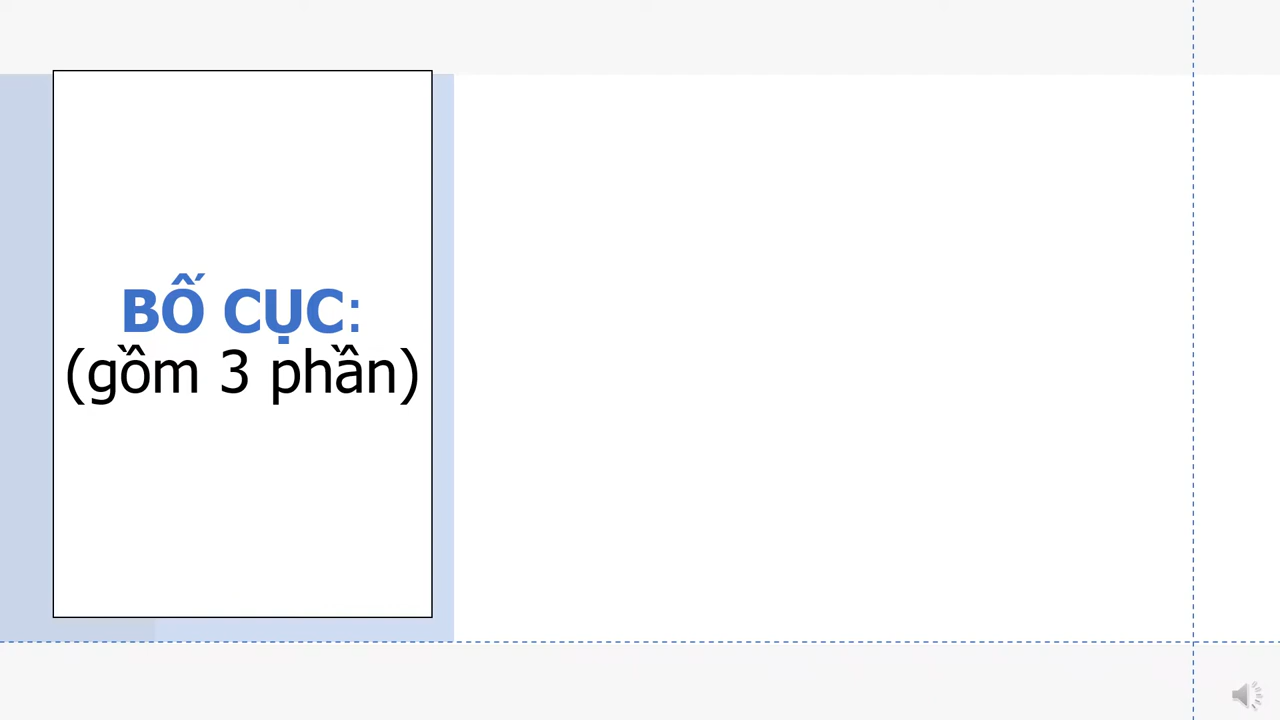 BỐ CỤC:
(gồm 3 phần)